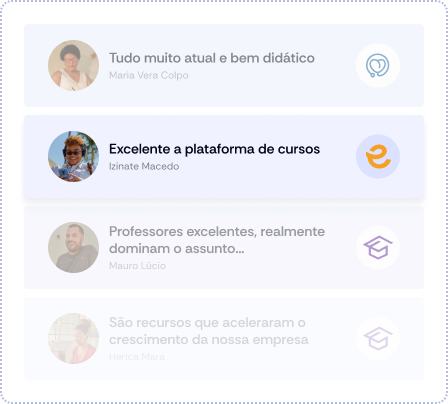 Tudo muito atual e bem didático
Maria Vera Colpo
Excelente a plataforma de cursos
Izinate Macedo
Professores excelentes, realmente
dominam o assunto...
Mauro Lúcio
São recursos que aceleraram o
crescimento da nossa empresa
Herica Mara